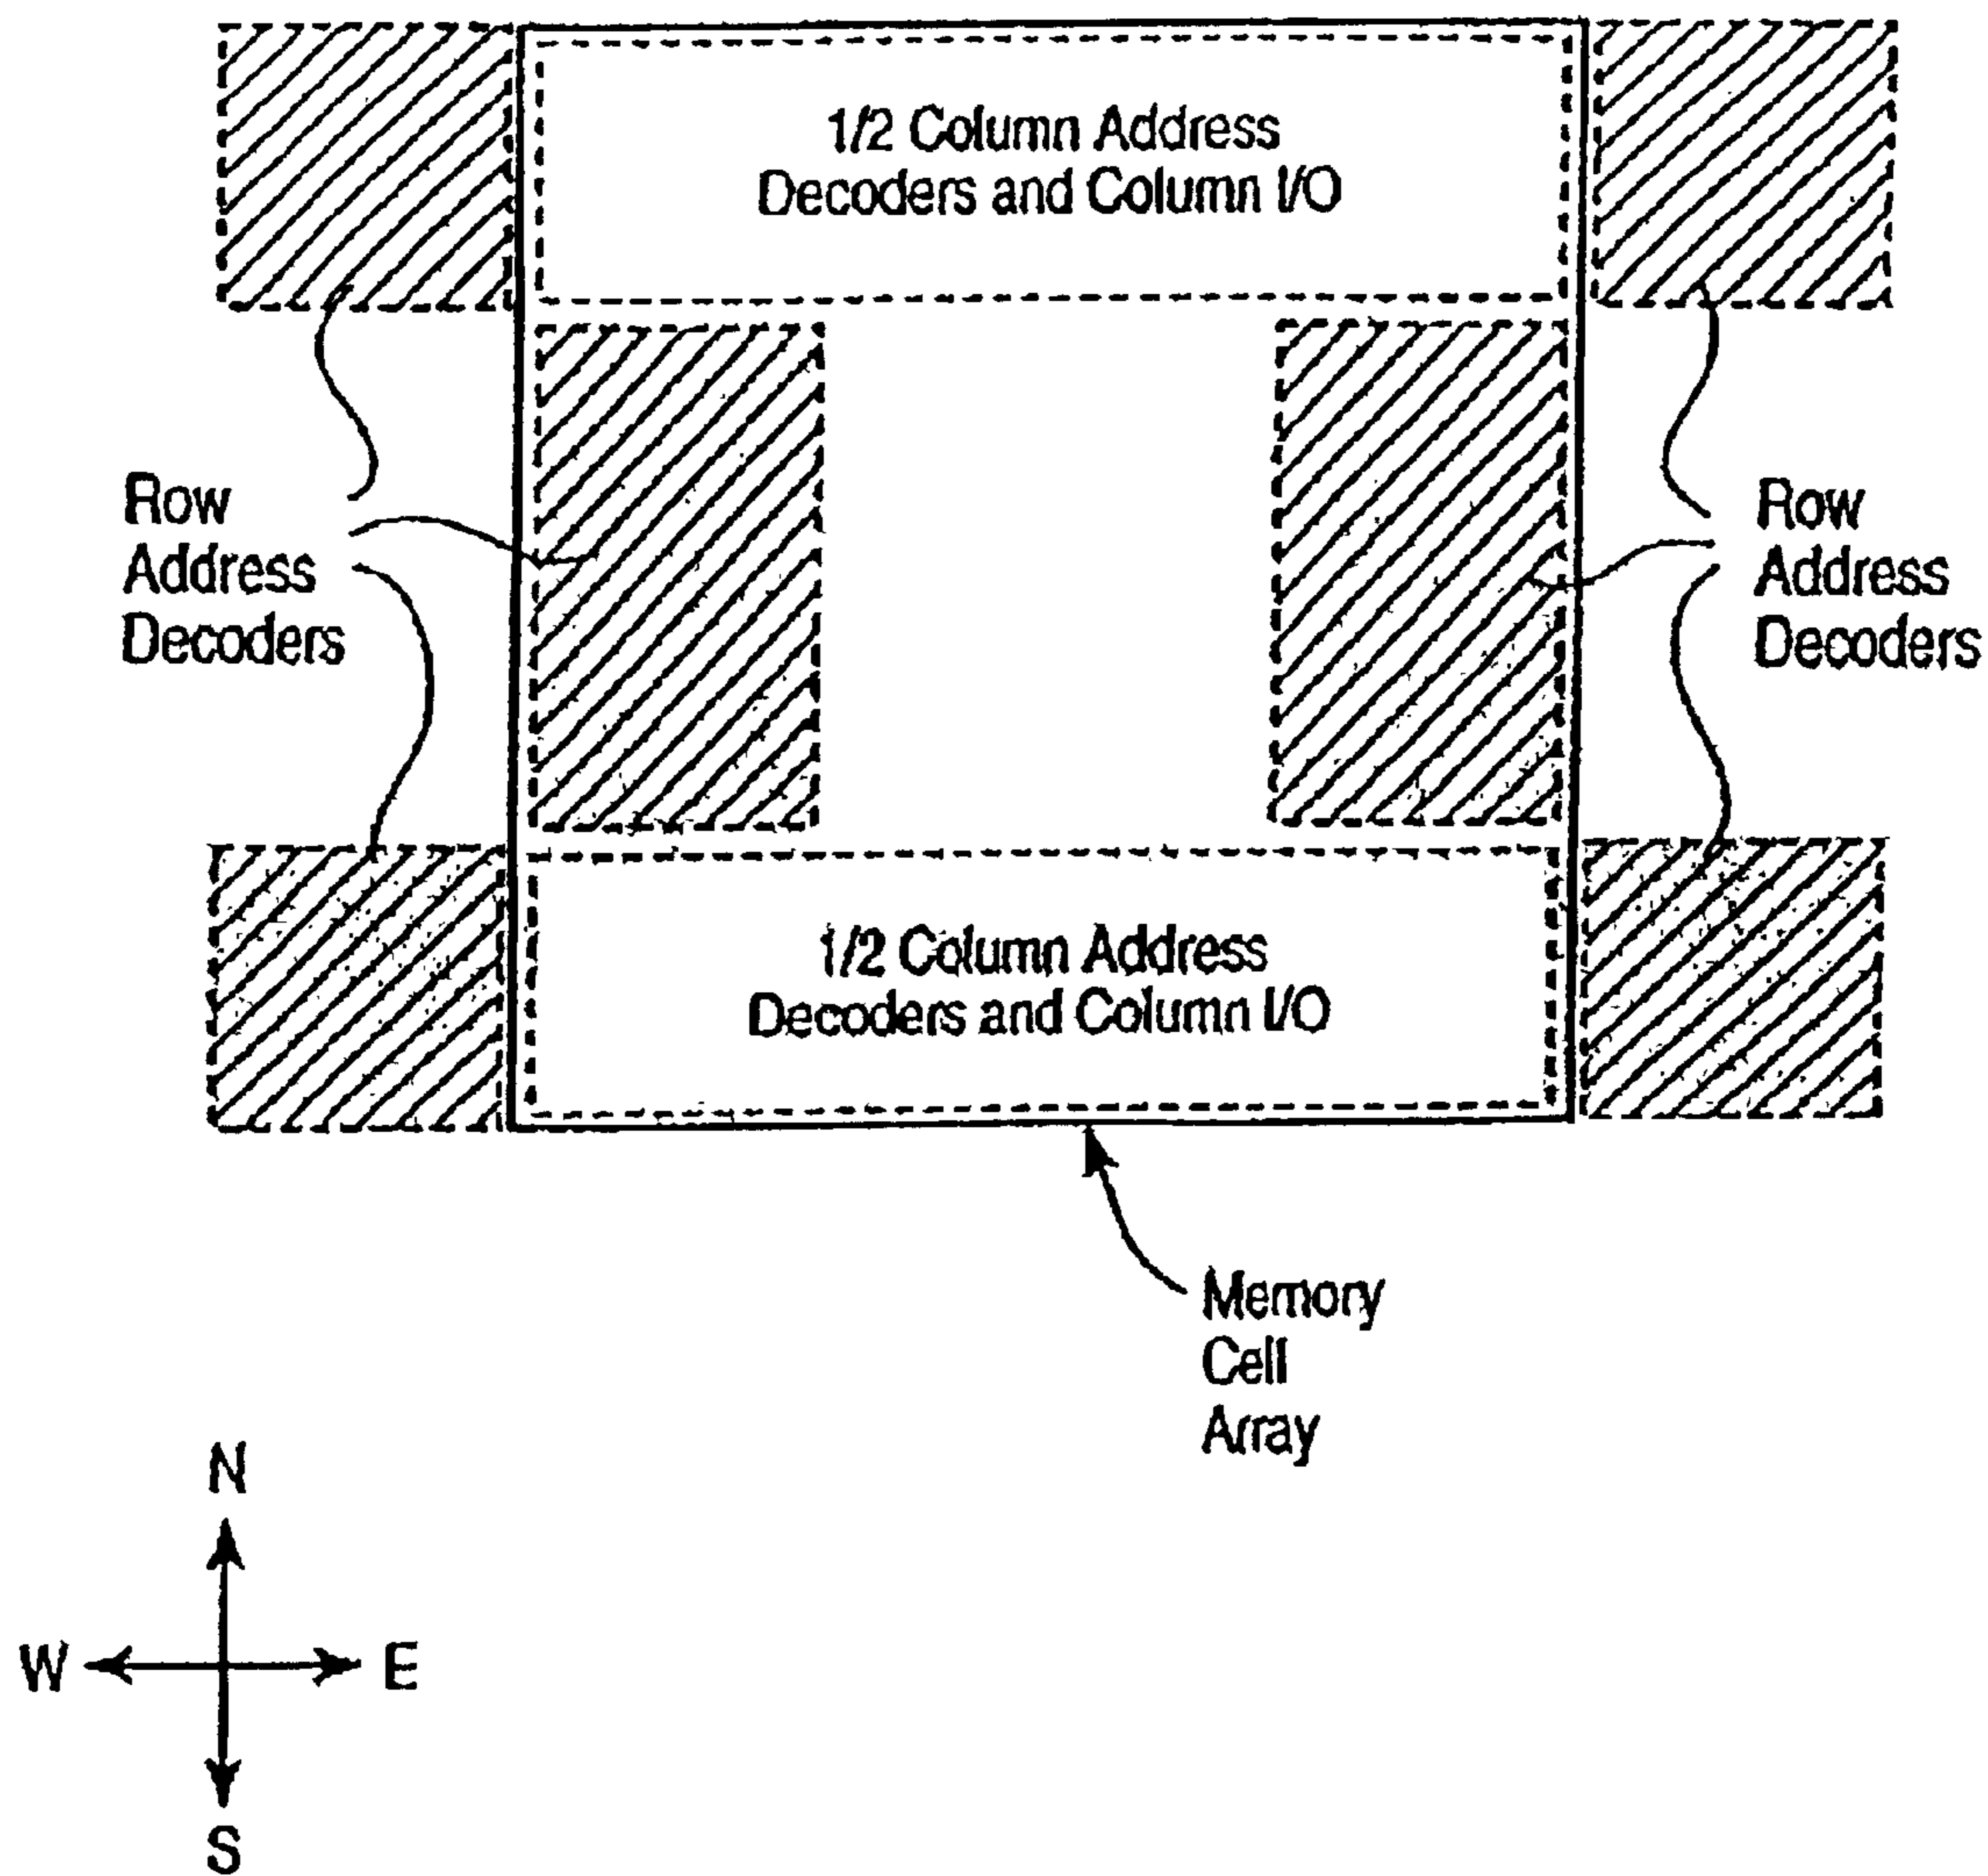 1/2 Column Address
Decoders and Column I/O
Row
Address
Decoders
Row
Address
Decoders
1/2 Column Address
Decoders and Column I/O
Memory
Cell
Array
N
W
E
S